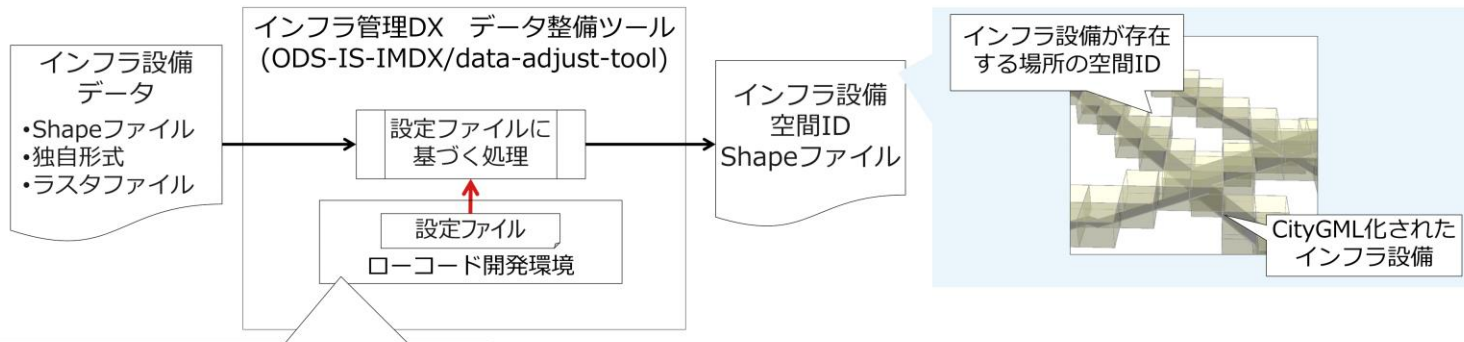 インフラ設備
データ
•Shapeファイル
•独自形式
•ラスタファイル
インフラ管理DX　データ整備ツール
(ODS-IS-IMDX/data-adjust-tool)
設定ファイルに
基づく処理
設定ファイル
ローコード開発環境
インフラ設備
空間ID
Shapeファイル
インフラ設備が存在
する場所の空間ID
CityGML化された
インフラ設備